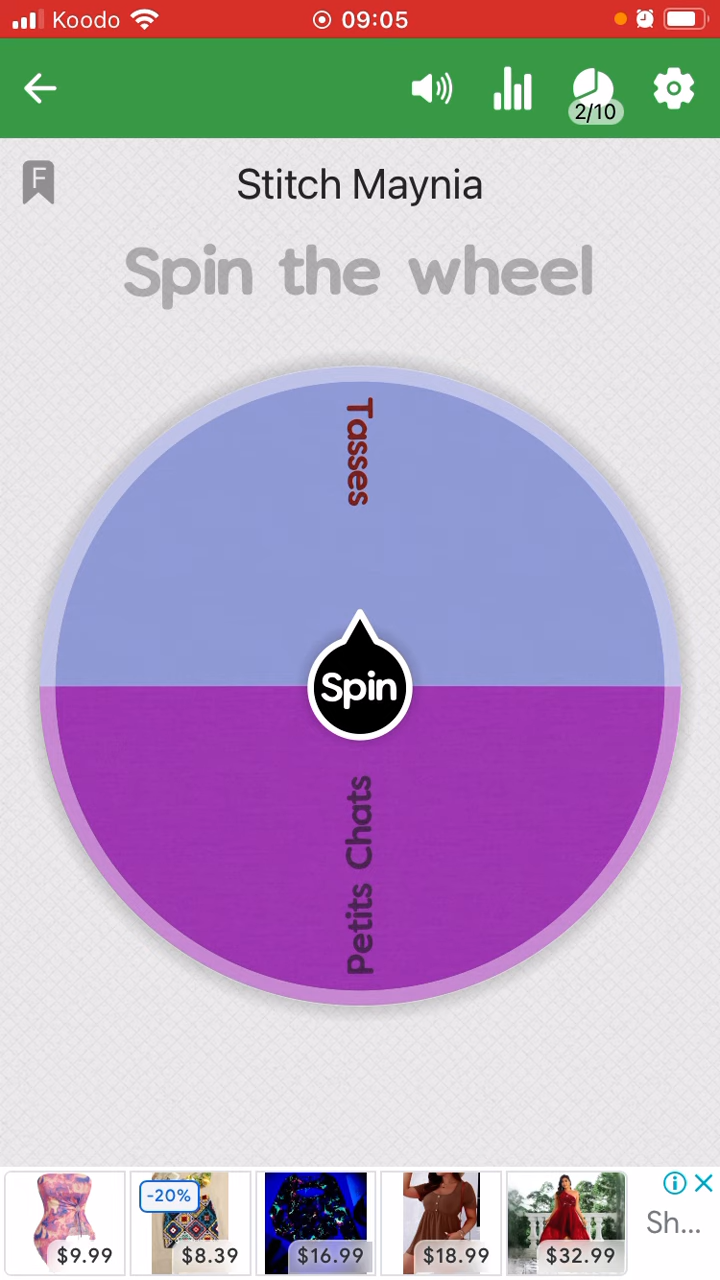 Koodo 09:05
2/10
F
Stitch Maynia
Spin the wheel
Tasses
Spin
Petits Chats
-20%
$9.99 $8.39 $16.99 $18.99 $32.99 Sh...